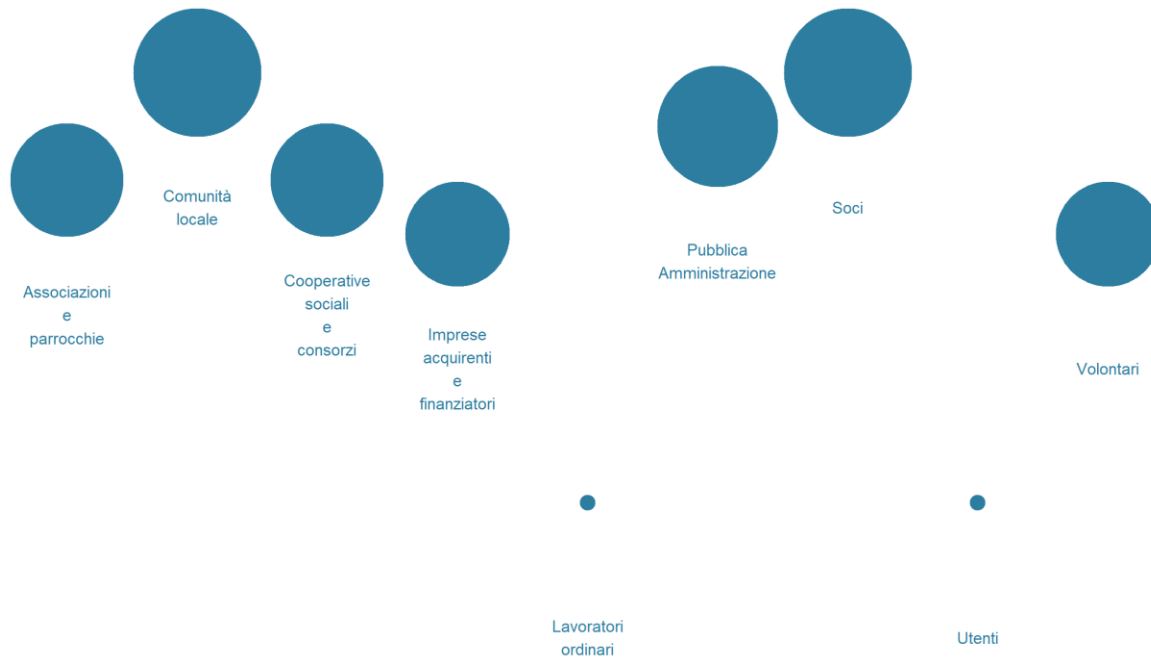 Associazioni
e
parrocchie
Comunità
locale
Cooperative
sociali
e
consorzi
Imprese
acquirenti
e
finanziatori
Lavoratori
ordinari
Pubblica
Amministrazione
Soci
Utenti
Volontari